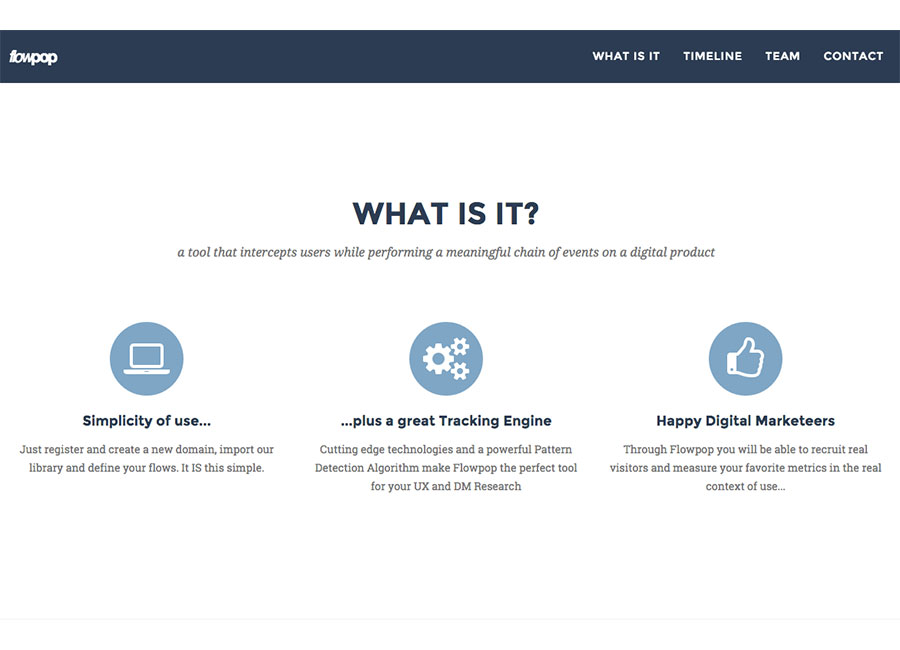 flowpop
WHAT IS IT TIMELINE TEAM CONTACT
WHAT IS IT?
a tool that intercepts users while performing a meaningful chain of events on a digital product
Simplicity of use...
Just register and create a new domain, import our
library and define your flows. It IS this simple.
...plus a great Tracking Engine
Cutting edge technologies and a powerful Pattern
Detection Algorithm make Flowpop the perfect tool
for your UX and DM Research
Happy Digital Marketeers
Through Flowpop you will be able to recruit real
visitors and measure your favorite metrics in the real
context of use...